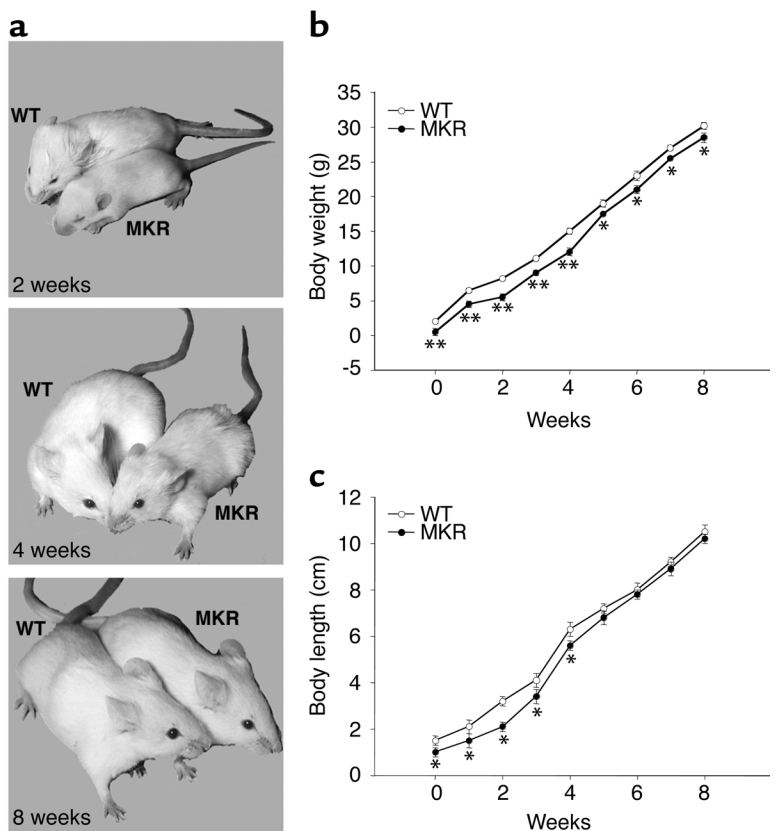 a
WT
MKR
2 weeks
WT
MKR
4 weeks
WT
MKR
8 weeks
b
35
30
25
20
15
10
5
0
-5
Body weight (g)
WT
MKR
**
**
**
**
**
*
*
*
*
0 2 4 6 8
Weeks
c
12
10
8
6
4
2
0
Body length (cm)
WT
MKR
*
*
*
*
*
0 2 4 6 8
Weeks